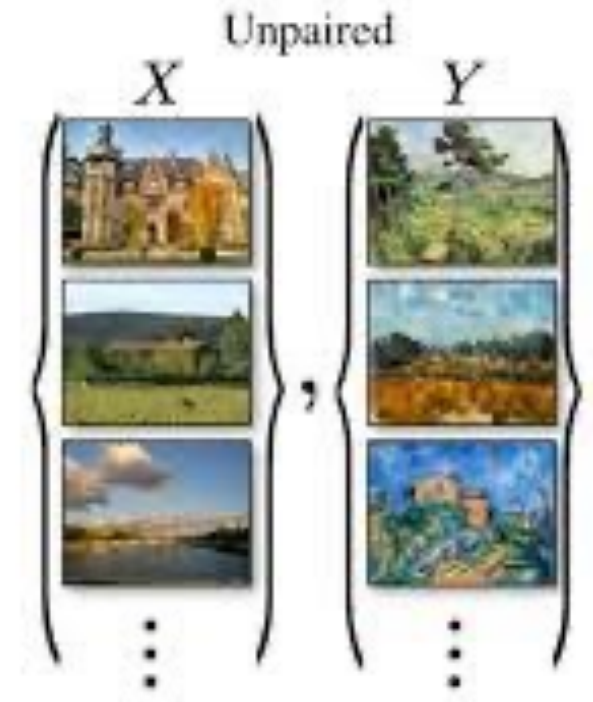 Unpaired
X Y
{ } , { }
⋮ ⋮